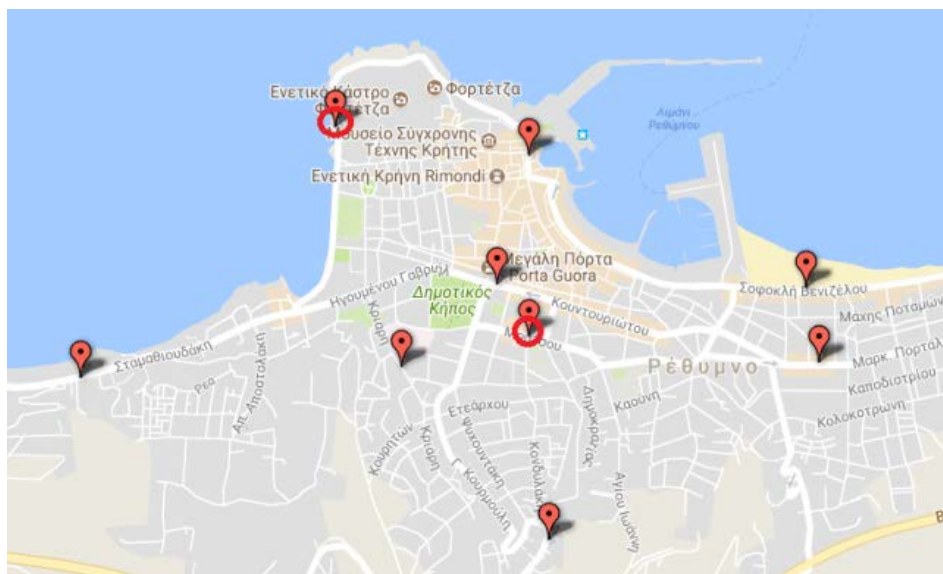 Ενετικό Κάστρο
Φορτέτζα
Φορτέτζα
Μουσείο Σύγχρονης
Τέχνης Κρήτης
Ενετική Κρήνη Rimondi
Λιμάνι
Ρεθύμνου
Μεγάλη Πόρτα
Porta Guora
Ηγουμένου Γαβριήλ
Δημοτικός
Κήπος
Κουντουριώτου
Σοφοκλή Βενιζέλου
Μάχης Ποταμών
Σταμαθιουδάκη
Κριάρη
Ρέθυμνο
Μαρκ. Πορτάλ
Ρεα
Απ. Αποστολάκη
Καποδιστρίου
Κολοκοτρώνη
Ετεάρχου
Καούνη
Δημοκρατίας
Κουρητών
Κριάρη
Ψυχουντάκη
Γ. Κουρμούλη
Κονδυλάκη
Αγίου Ιωάννη